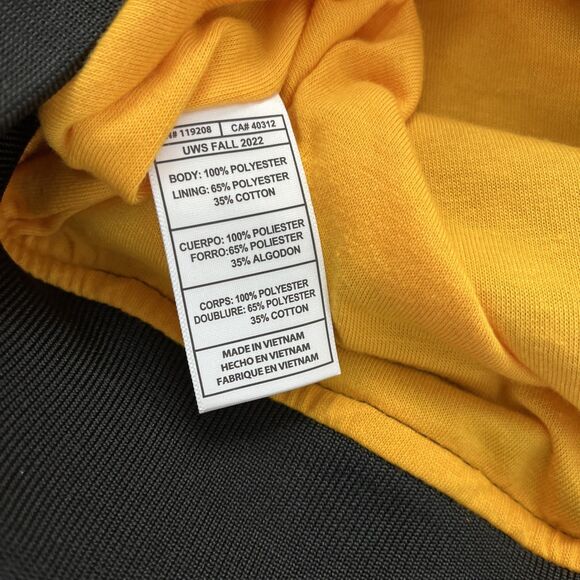 N# 119208 CA# 40312
UWS FALL 2022
BODY: 100% POLYESTER
LINING: 65% POLYESTER
35% COTTON
CUERPO: 100% POLIESTER
FORRO:65% POLIESTER
35% ALGODON
CORPS: 100% POLYESTER
DOUBLURE: 65% POLYESTER
35% COTTON
MADE IN VIETNAM
HECHO EN VIETNAM
FABRIQUE EN VIETNAM